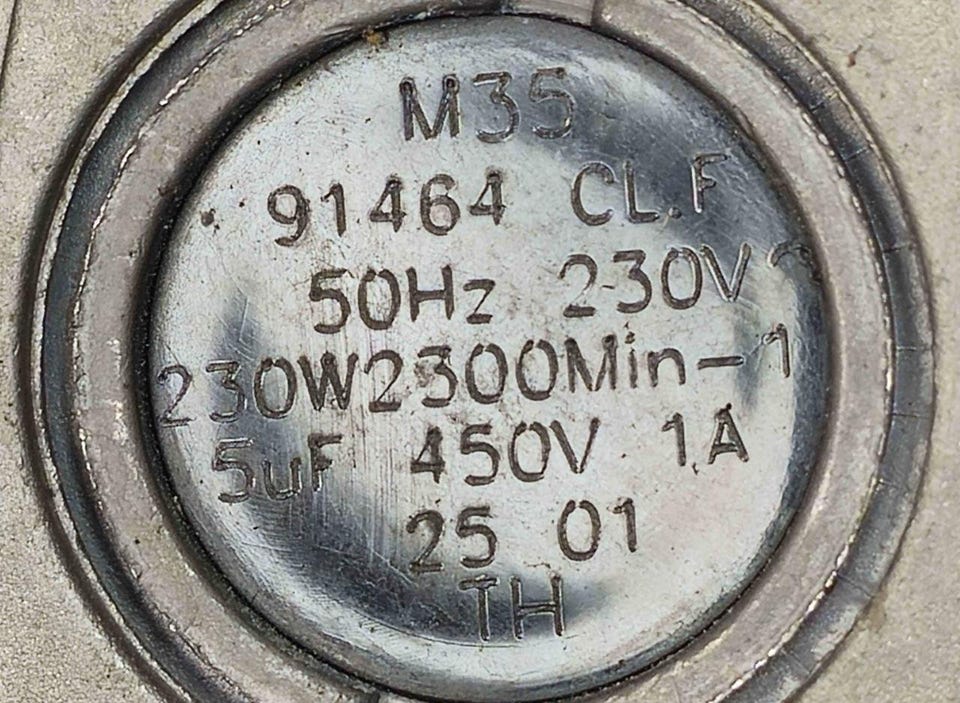 M35
91464 CL.F
50Hz 230V~
230W2300Min-1
5uF 450V 1A
25 01
TH